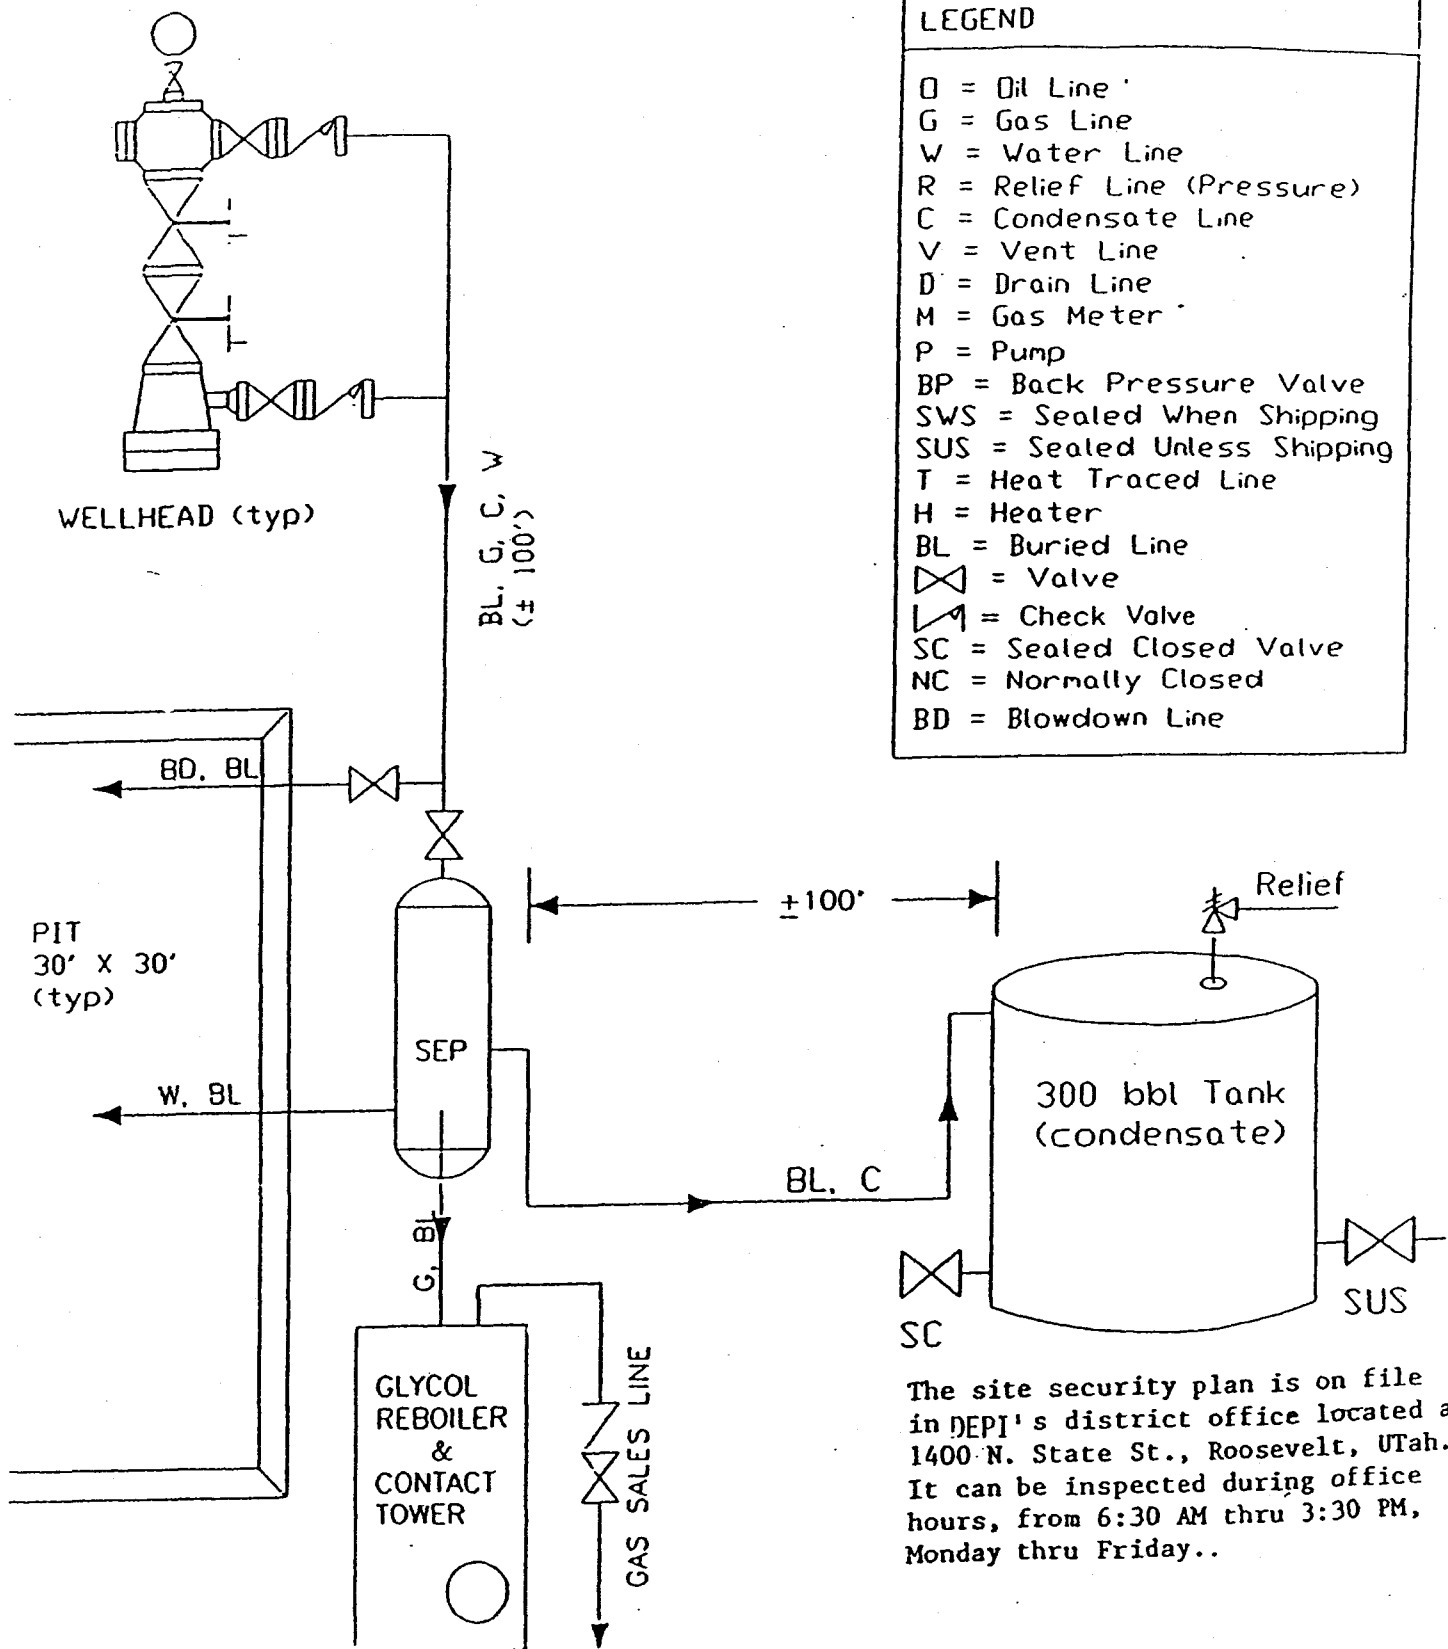 LEGEND
O = Oil Line
G = Gas Line
W = Water Line
R = Relief Line (Pressure)
C = Condensate Line
V = Vent Line
D = Drain Line
M = Gas Meter
P = Pump
BP = Back Pressure Valve
SWS = Sealed When Shipping
SUS = Sealed Unless Shipping
T = Heat Traced Line
H = Heater
BL = Buried Line
= Valve
= Check Valve
SC = Sealed Closed Valve
NC = Normally Closed
BD = Blowdown Line
WELLHEAD (typ)
BL, G, C, W
(± 100')
BD, BL
PIT
30' X 30'
(typ)
SEP
W, BL
±100'
Relief
300 bbl Tank
(condensate)
BL, C
G, BL
SC
SUS
GLYCOL
REBOILER
&
CONTACT
TOWER
GAS SALES LINE
The site security plan is on file
in DEPI's district office located
1400 N. State St., Roosevelt, UTah.
It can be inspected during office
hours, from 6:30 AM thru 3:30 PM,
Monday thru Friday..